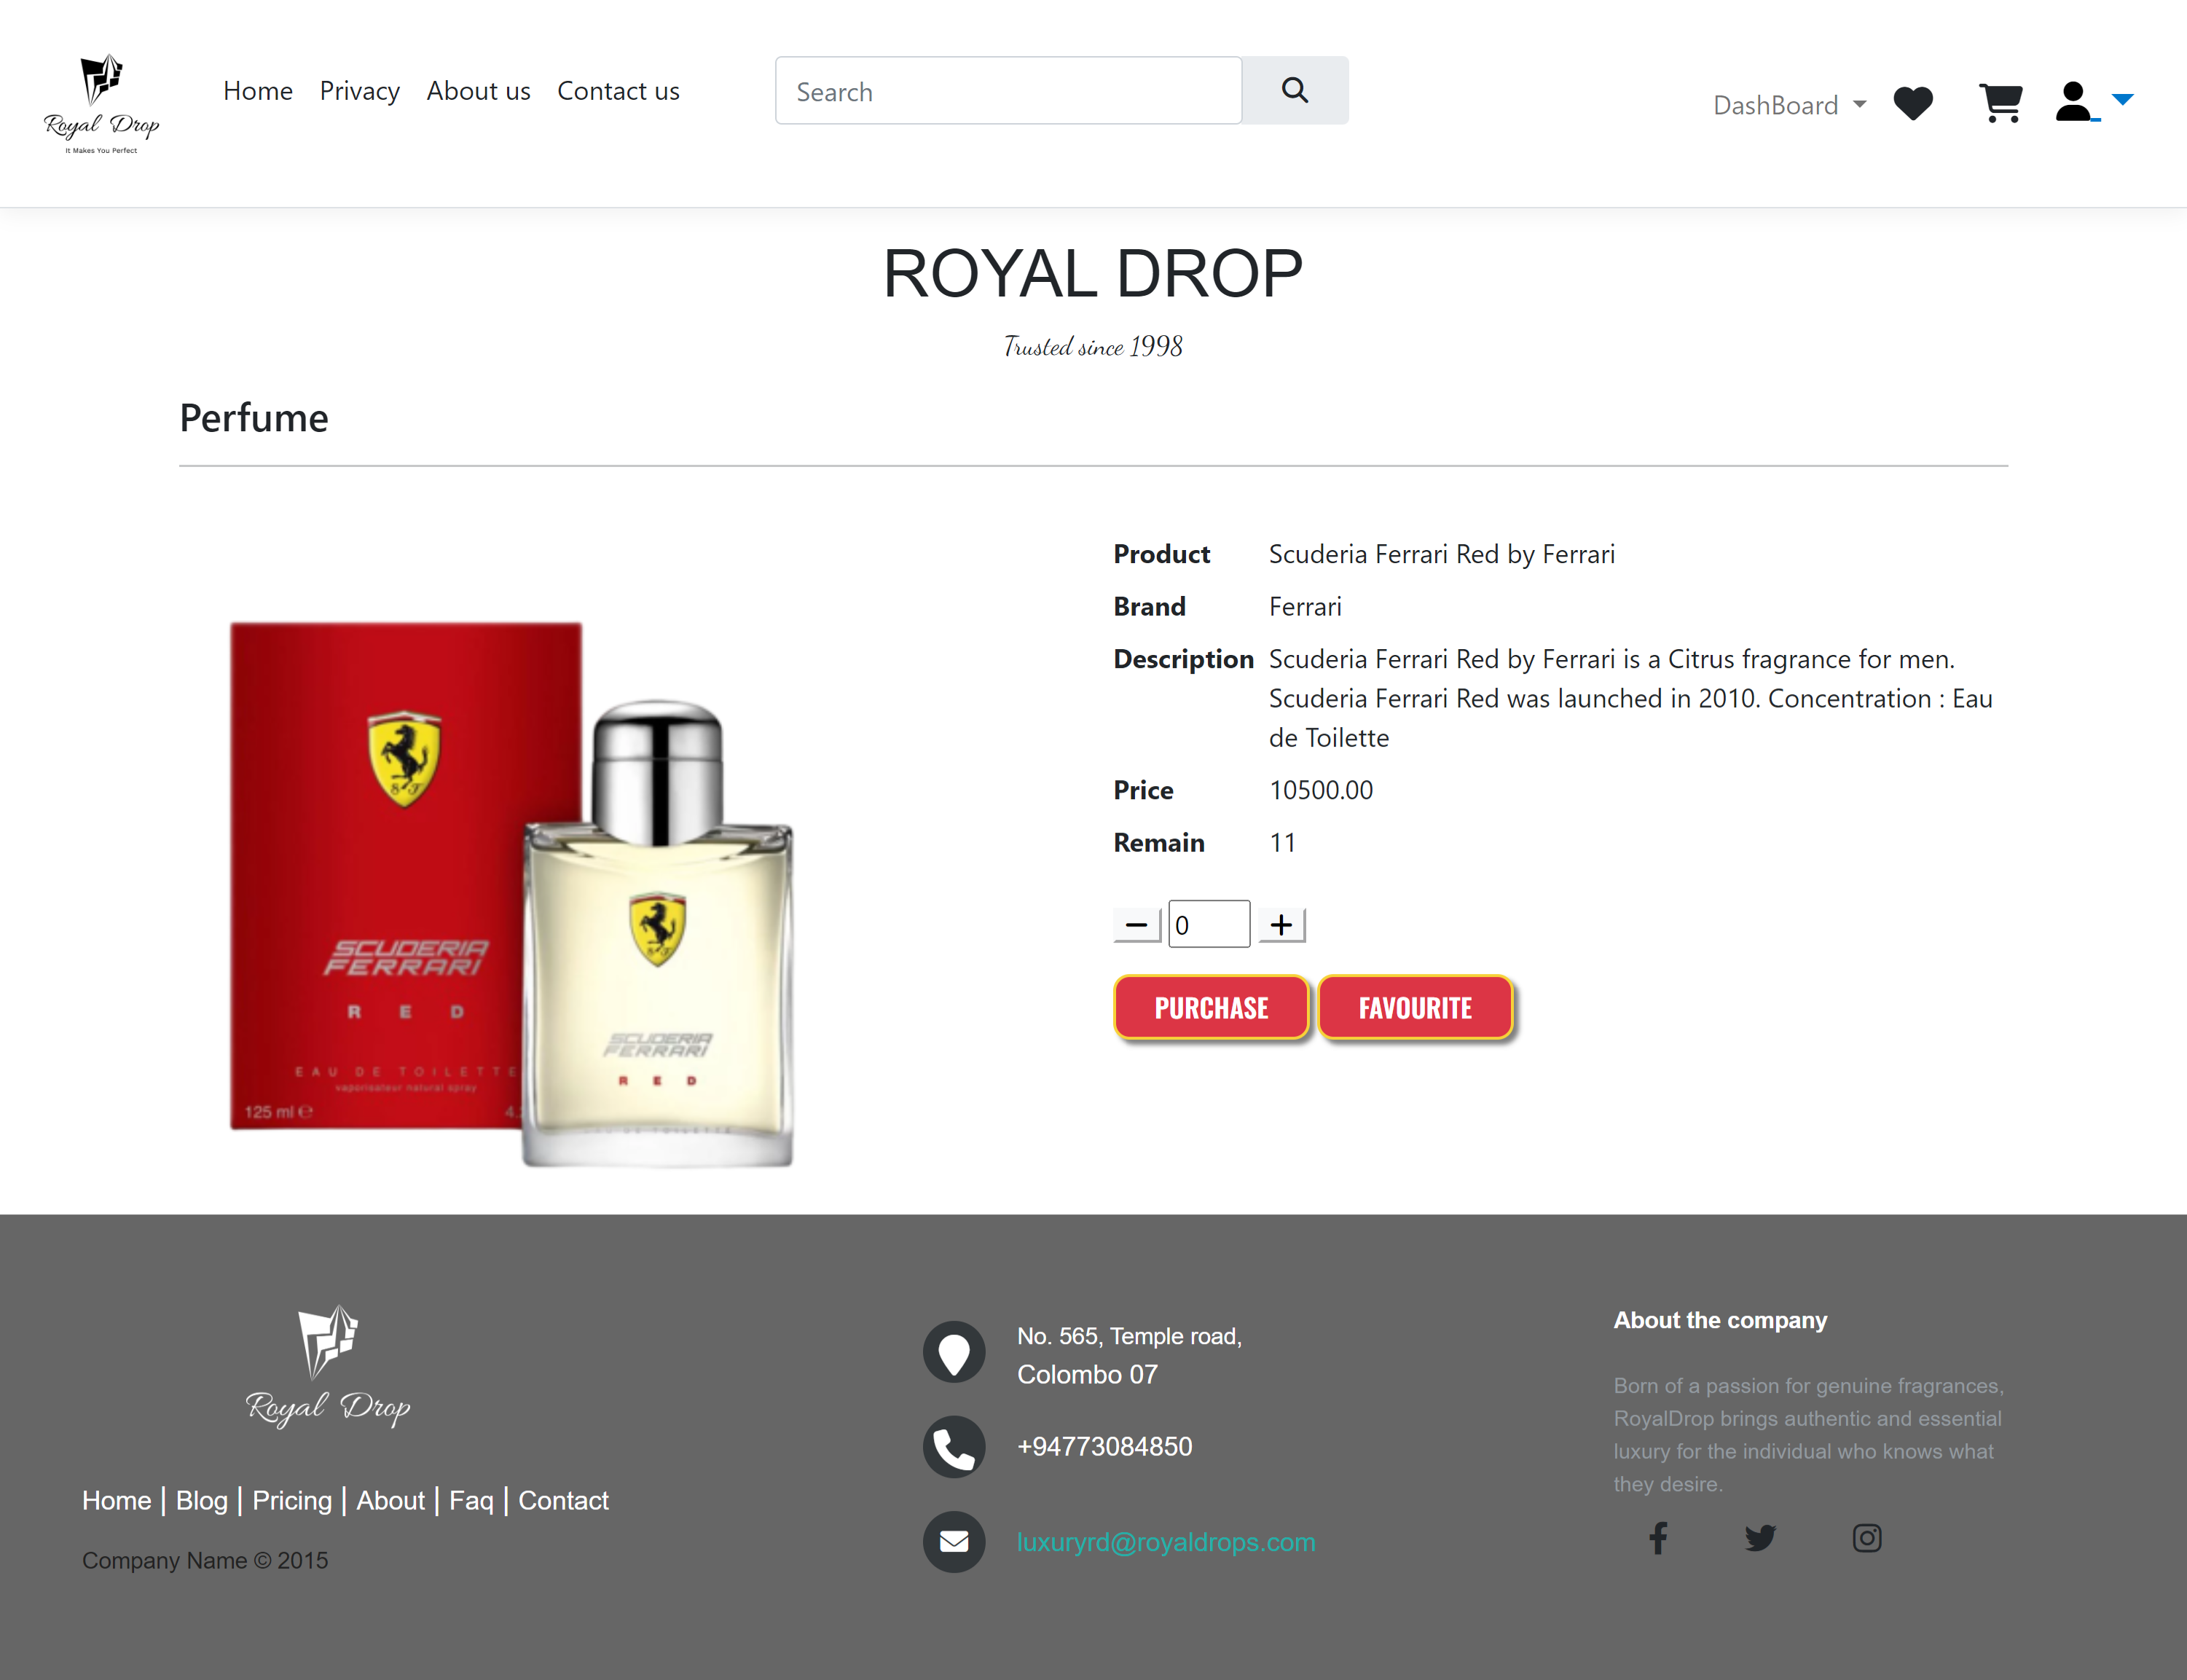 Royal Drop
It Makes You Perfect
Home Privacy About us Contact us
Search
DashBoard
ROYAL DROP
Trusted since 1998
Perfume
SF
SCUDERIA
FERRARI
RED
EAU DE TOILETTE
vaporisateur natural spray
125 ml e 4.
SCUDERIA
FERRARI
RED
Product Scuderia Ferrari Red by Ferrari
Brand Ferrari
Description Scuderia Ferrari Red by Ferrari is a Citrus fragrance for men.
Scuderia Ferrari Red was launched in 2010. Concentration : Eau
de Toilette
Price 10500.00
Remain 11
0
PURCHASE FAVOURITE
Royal Drop
Home | Blog | Pricing | About | Faq | Contact
Company Name © 2015
No. 565, Temple road,
Colombo 07
+94773084850
luxuryrd@royaldrops.com
About the company
Born of a passion for genuine fragrances,
RoyalDrop brings authentic and essential
luxury for the individual who knows what
they desire.